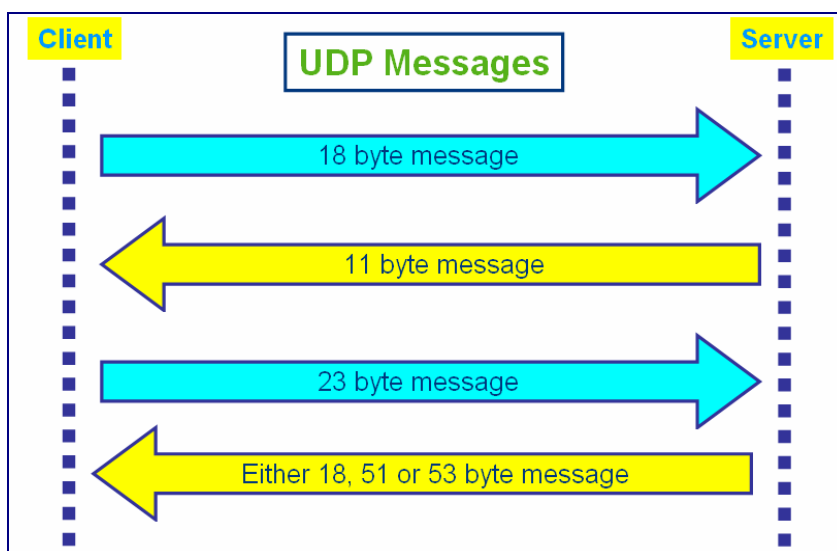 Client
Server
UDP Messages
18 byte message
11 byte message
23 byte message
Either 18, 51 or 53 byte message